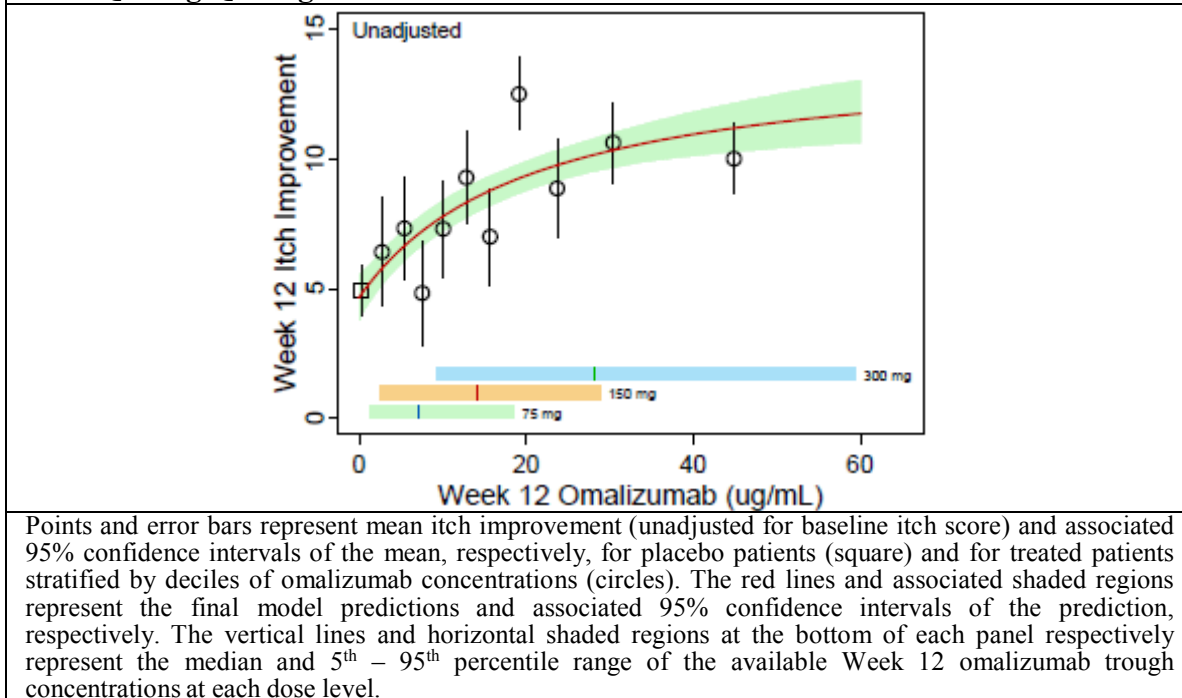 Unadjusted
15
10
5
0
Week 12 Itch Improvement
300 mg
150 mg
75 mg
0 20 40 60
Week 12 Omalizumab (ug/mL)
Points and error bars represent mean itch improvement (unadjusted for baseline itch score) and associated
95% confidence intervals of the mean, respectively, for placebo patients (square) and for treated patients
stratified by deciles of omalizumab concentrations (circles). The red lines and associated shaded regions
represent the final model predictions and associated 95% confidence intervals of the prediction,
respectively. The vertical lines and horizontal shaded regions at the bottom of each panel respectively
represent the median and 5th – 95th percentile range of the available Week 12 omalizumab trough
concentrations at each dose level.